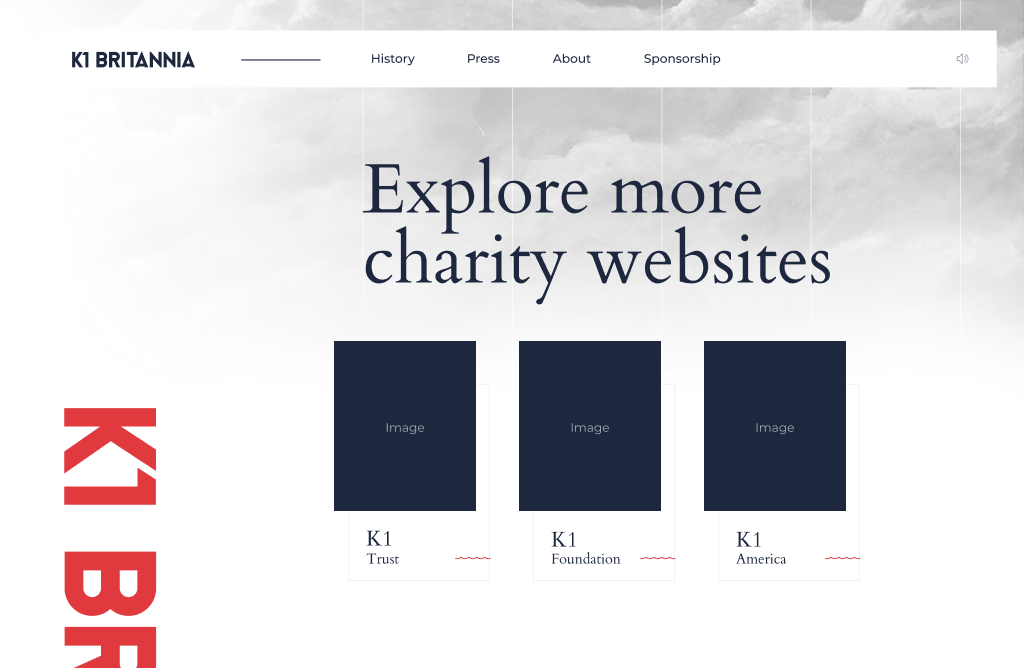 K1 BRITANNIA
History
Press
About
Sponsorship
Explore more
charity websites
Image
Image
Image
K1
Trust
K1
Foundation
K1
America
K1 BR